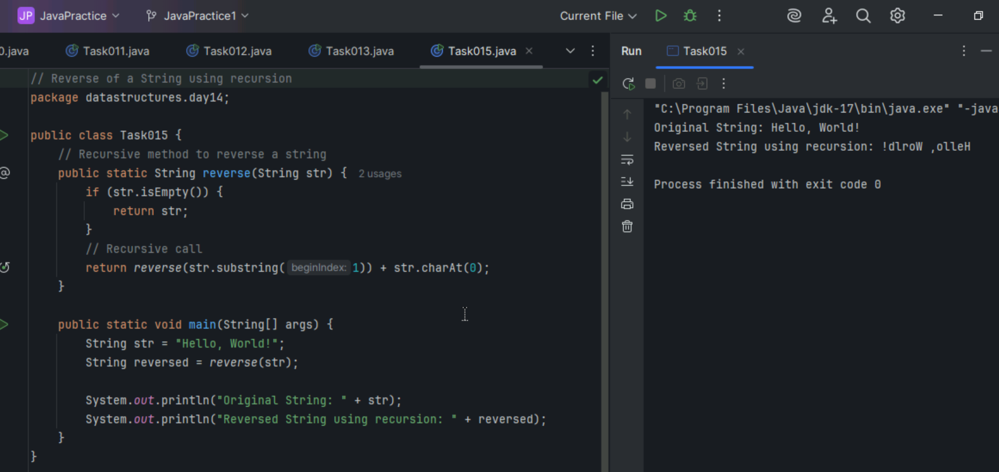 JP JavaPractice JavaPractice1 Current File
0.java Task011.java Task012.java Task013.java Task015.java
// Reverse of a String using recursion
package datastructures.day14;
public class Task015 {
// Recursive method to reverse a string
public static String reverse(String str) { 2 usages
if (str.isEmpty()) {
return str;
}
// Recursive call
return reverse(str.substring( beginIndex: 1)) + str.charAt(0);
}
public static void main(String[] args) {
String str = "Hello, World!";
String reversed = reverse(str);
System.out.println("Original String: " + str);
System.out.println("Reversed String using recursion: " + reversed);
}
}
Run Task015
"C:\Program Files\Java\jdk-17\bin\java.exe" "-java
Original String: Hello, World!
Reversed String using recursion: !dlroW ,olleH
Process finished with exit code 0